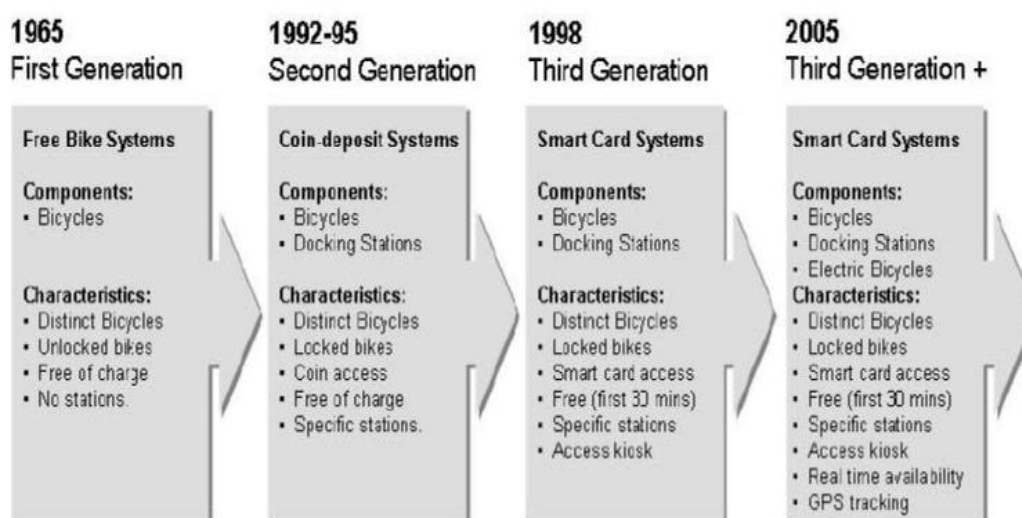 1965
First Generation
Free Bike Systems
Components:
▪ Bicycles
Characteristics:
▪ Distinct Bicycles
▪ Unlocked bikes
▪ Free of charge
▪ No stations.
1992-95
Second Generation
Coin-deposit Systems
Components:
▪ Bicycles
▪ Docking Stations
Characteristics:
▪ Distinct Bicycles
▪ Locked bikes
▪ Coin access
▪ Free of charge
▪ Specific stations.
1998
Third Generation
Smart Card Systems
Components:
▪ Bicycles
▪ Docking Stations
Characteristics:
▪ Distinct Bicycles
▪ Locked bikes
▪ Smart card access
▪ Free (first 30 mins)
▪ Specific stations
▪ Access kiosk
2005
Third Generation +
Smart Card Systems
Components:
▪ Bicycles
▪ Docking Stations
▪ Electric Bicycles
Characteristics:
▪ Distinct Bicycles
▪ Locked bikes
▪ Smart card access
▪ Free (first 30 mins)
▪ Specific stations
▪ Access kiosk
▪ Real time availability
▪ GPS tracking